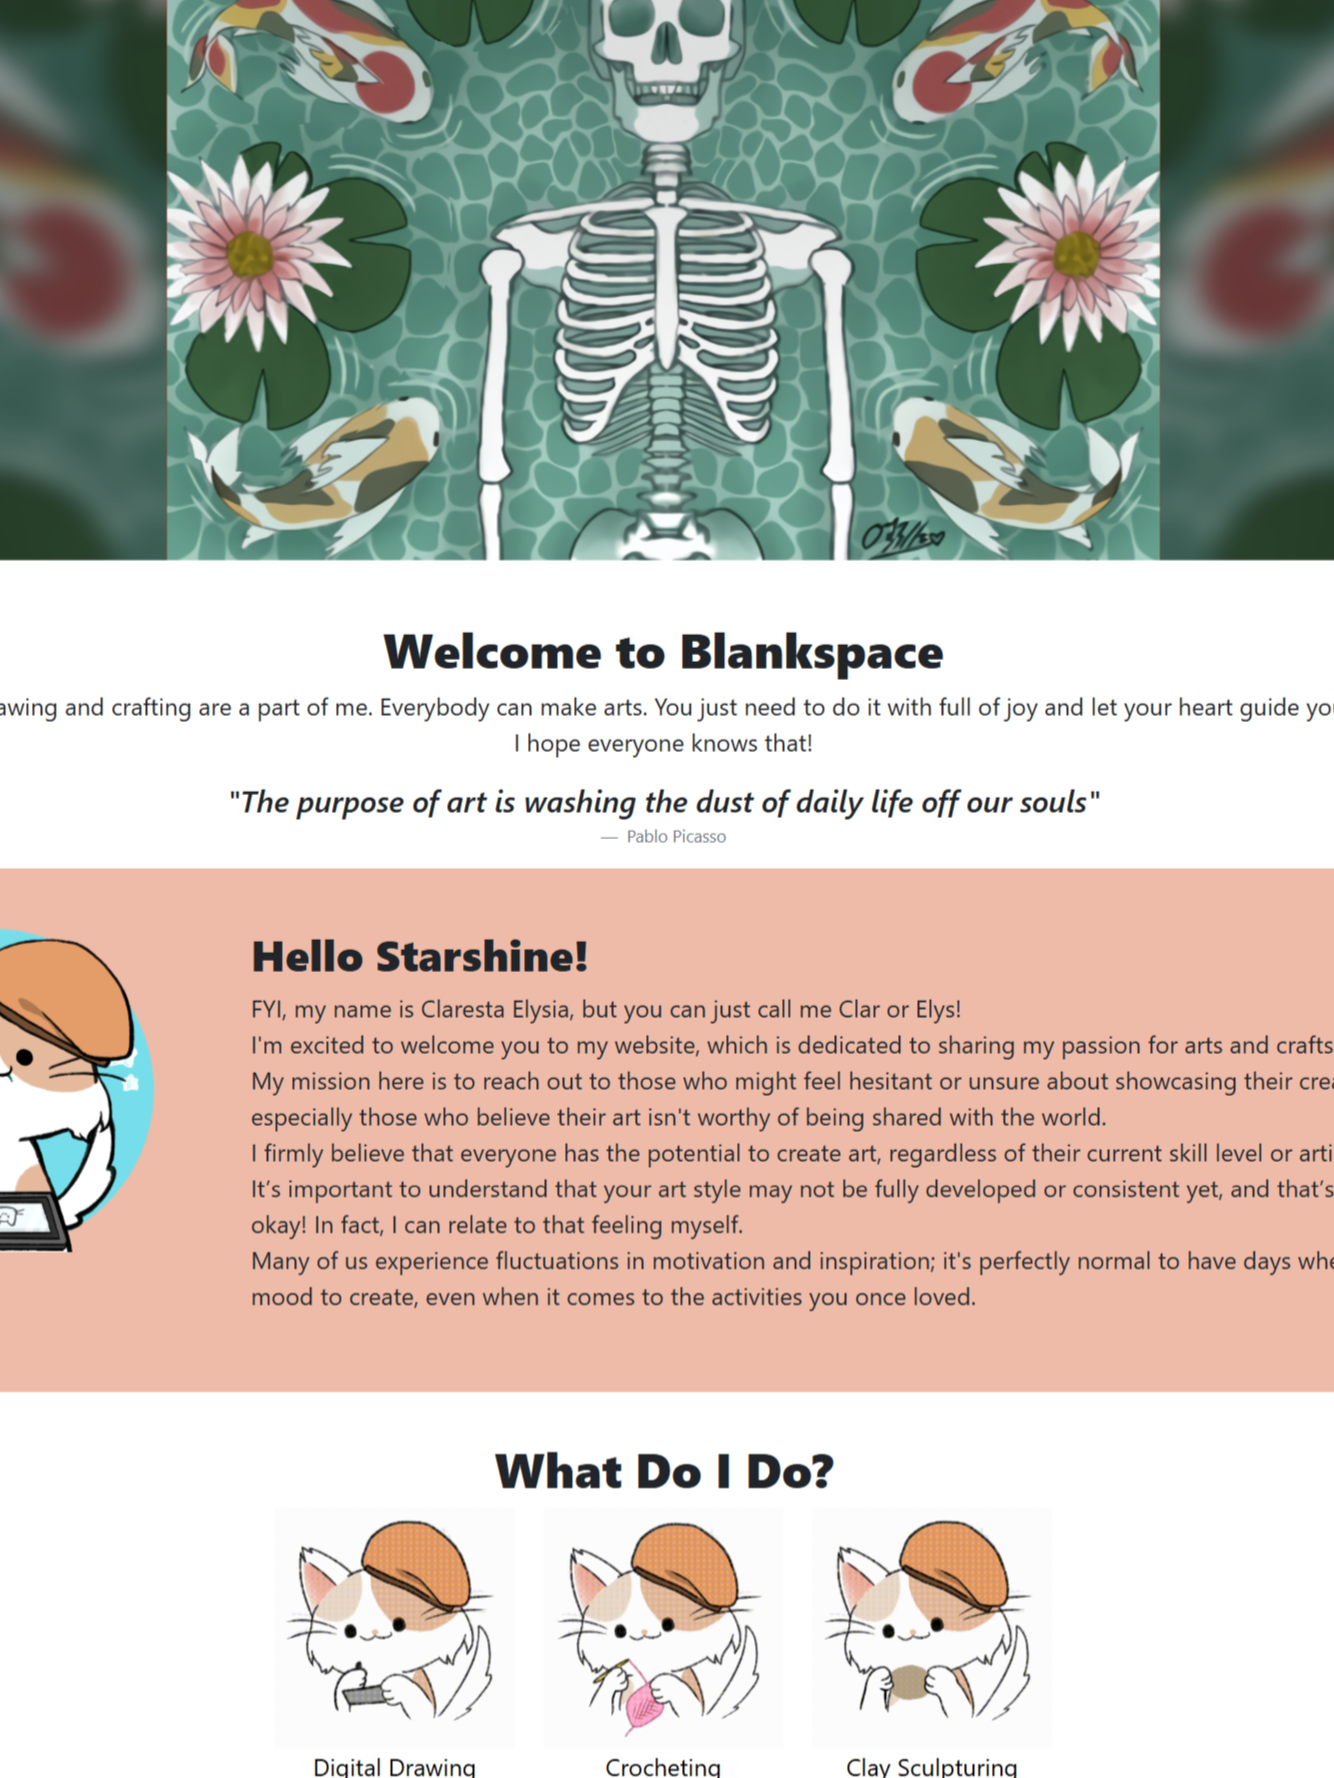 and crafting are a part of me. Everybody can make arts. You just need to do it with full of joy and let your heart guide
I hope everyone knows that!
Welcome to Blankspace
"The purpose of art is washing the dust of daily life off our souls"
— Pablo Picasso
Hello Starshine!
FYI, my name is Claresta Elysia, but you can just call me Clar or Elys!
I'm excited to welcome you to my website, which is dedicated to sharing my passion for arts and crafts
My mission here is to reach out to those who might feel hesitant or unsure about showcasing their
especially those who believe their art isn't worthy of being shared with the world.
I firmly believe that everyone has the potential to create art, regardless of their current skill level or
It’s important to understand that your art style may not be fully developed or consistent yet, and that’s
okay! In fact, I can relate to that feeling myself.
Many of us experience fluctuations in motivation and inspiration; it's perfectly normal to have days
mood to create, even when it comes to the activities you once loved.
What Do I Do?
Digital Drawing
Crocheting
Clay Sculpturing